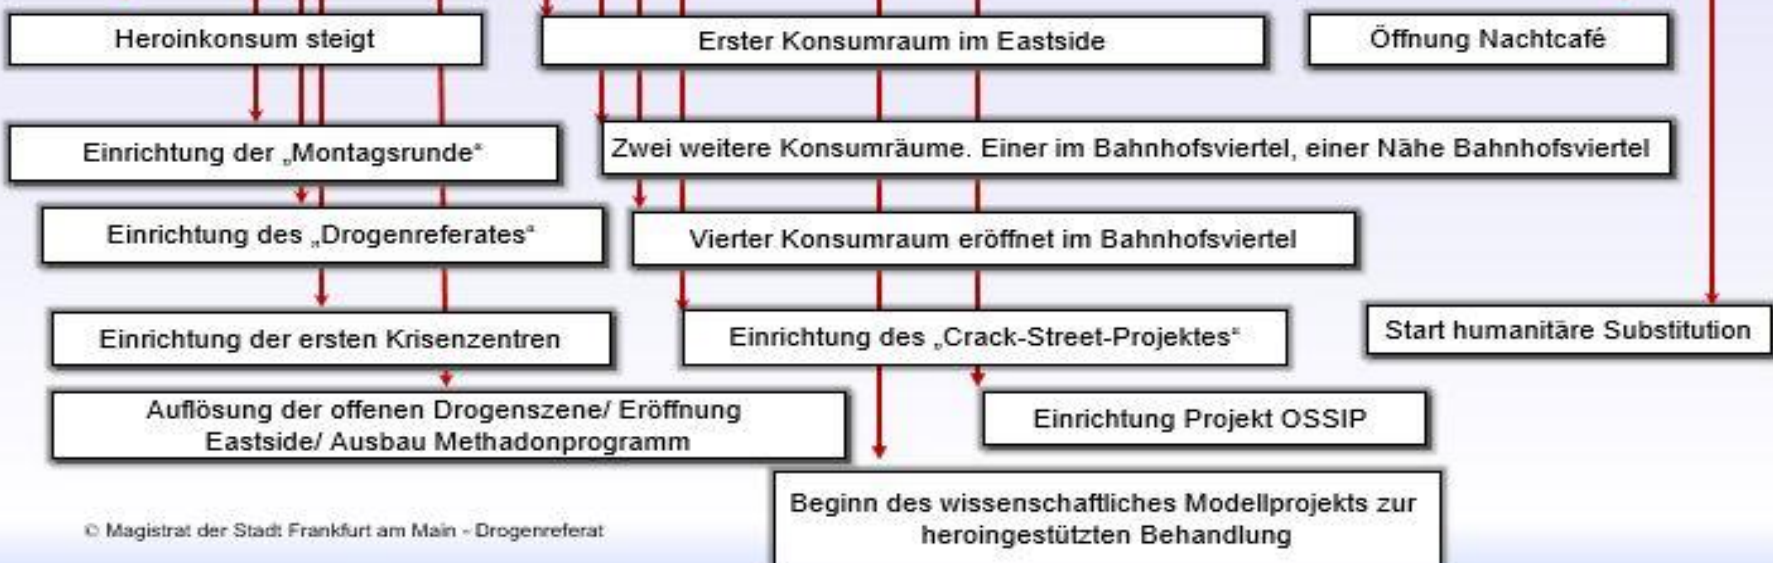 Heroinkonsum steigt
Erster Konsumraum im Eastside
Öffnung Nachtcafé
Einrichtung der „Montagsrunde“
Zwei weitere Konsumräume. Einer im Bahnhofsviertel, einer Nähe Bahnhofsviertel
Einrichtung des „Drogenreferates“
Vierter Konsumraum eröffnet im Bahnhofsviertel
Einrichtung der ersten Krisenzentren
Einrichtung des „Crack-Street-Projektes“
Start humanitäre Substitution
Auflösung der offenen Drogenszene/ Eröffnung
Eastside/ Ausbau Methadonprogramm
Einrichtung Projekt OSSIP
Beginn des wissenschaftliches Modellprojekts zur
heroingestützten Behandlung
© Magistrat der Stadt Frankfurt am Main - Drogenreferat